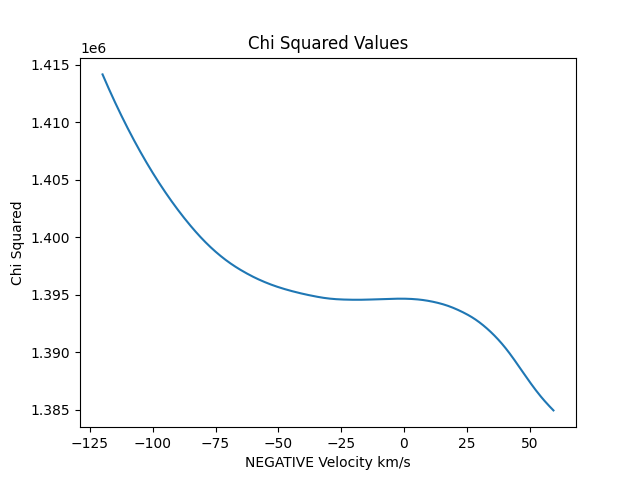 Chi Squared Values
1e6
1.415
1.410
1.405
1.400
1.395
1.390
1.385
Chi Squared
−125 −100 −75 −50 −25 0 25 50
NEGATIVE Velocity km/s